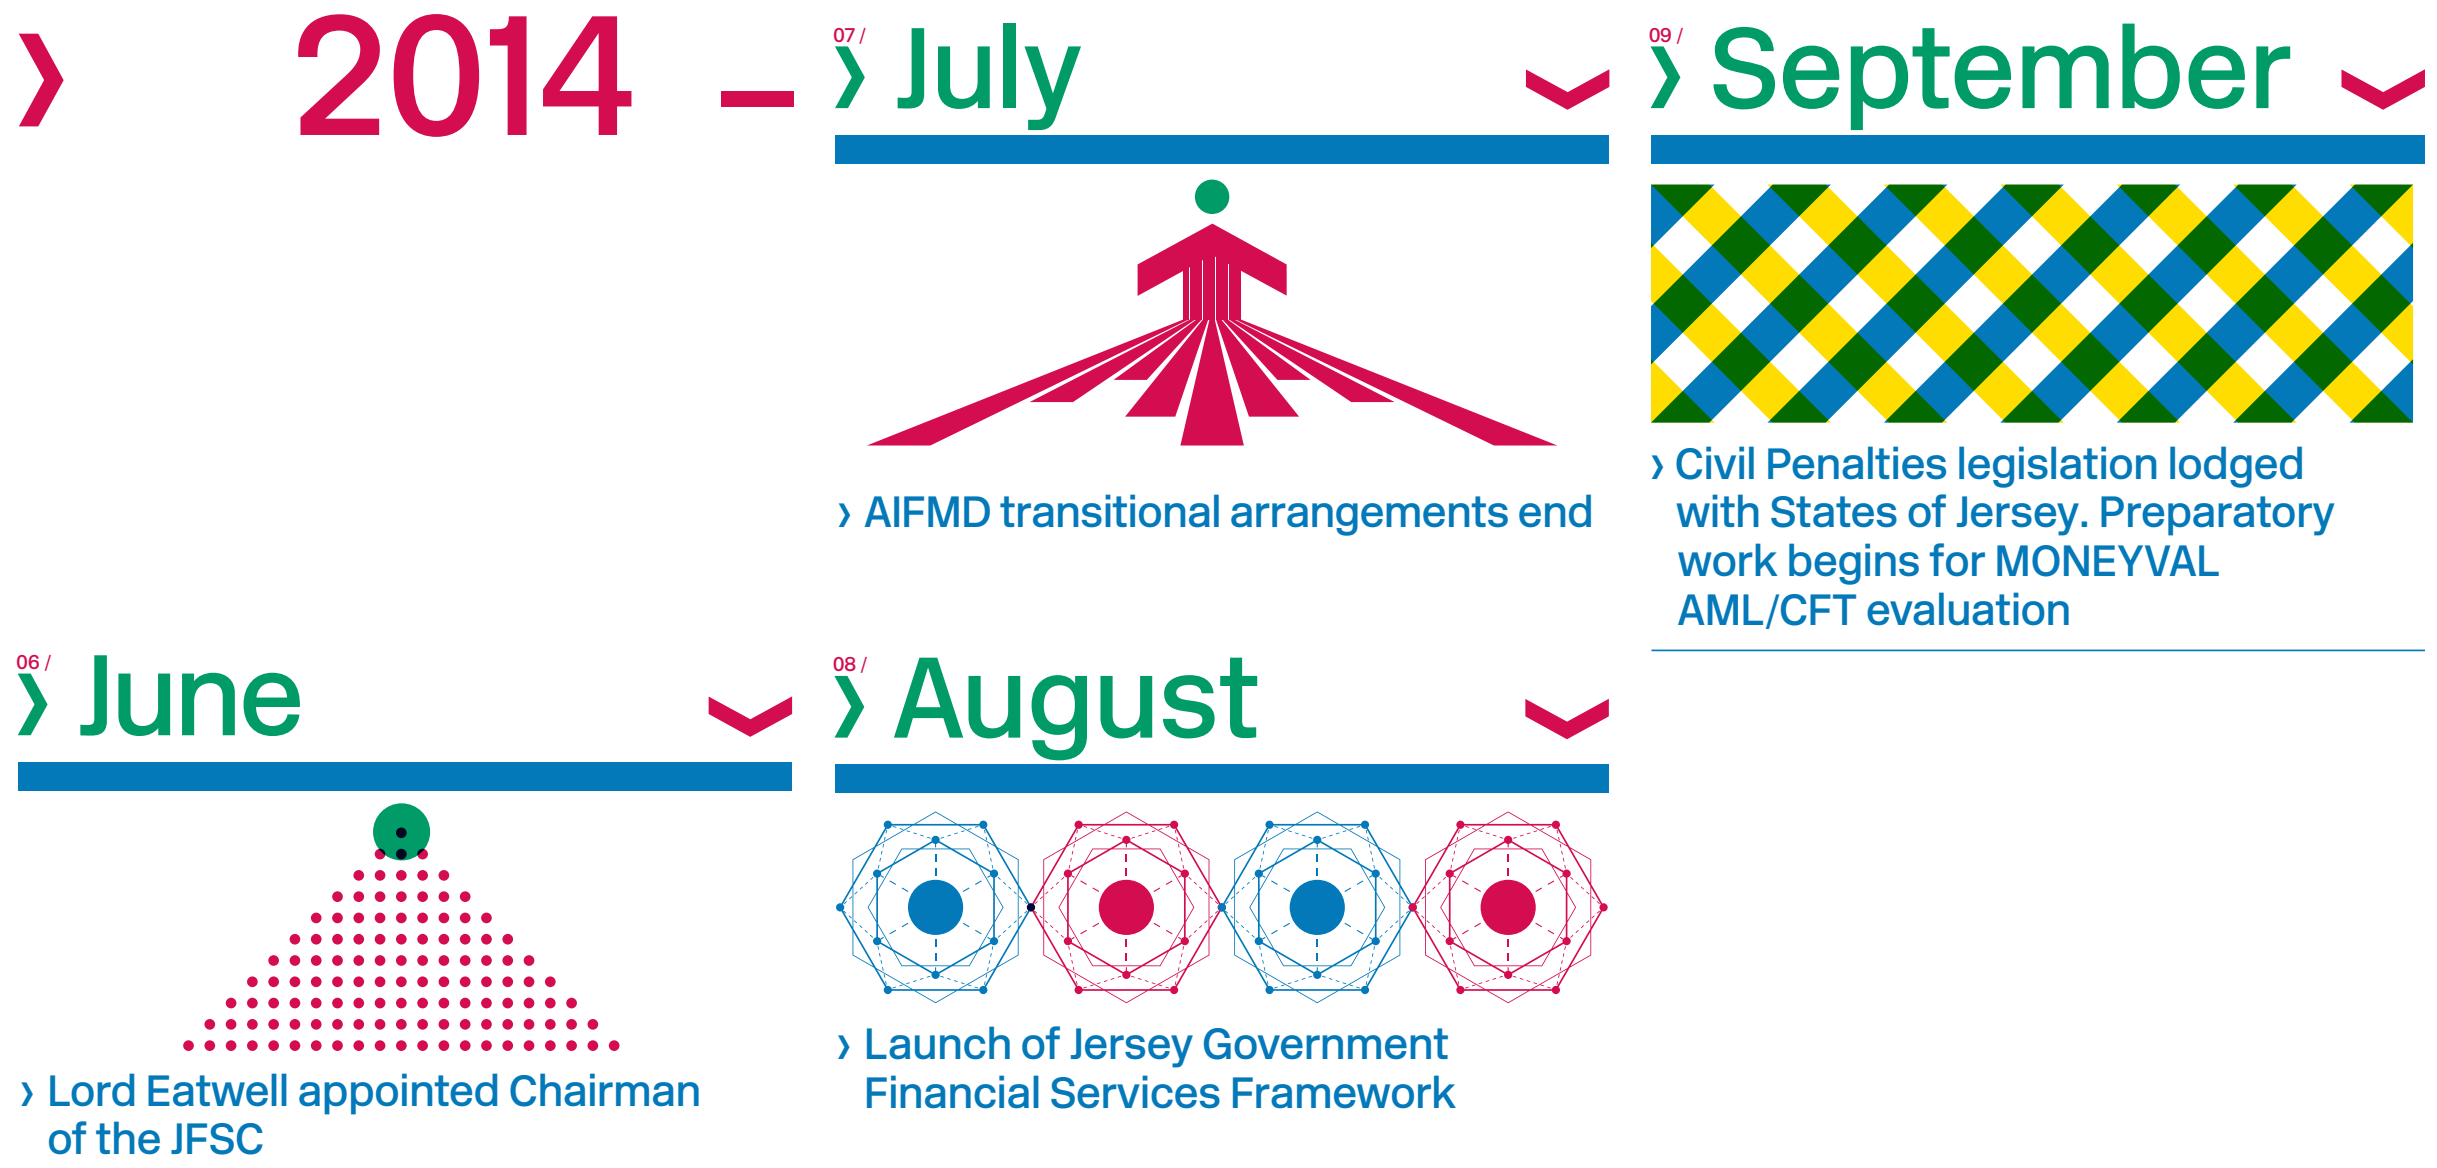 2014 –
06 /
June
Lord Eatwell appointed Chairman
of the JFSC
07 /
July
AIFMD transitional arrangements end
08 /
August
Launch of Jersey Government
Financial Services Framework
09 /
September
Civil Penalties legislation lodged
with States of Jersey. Preparatory
work begins for MONEYVAL
AML/CFT evaluation